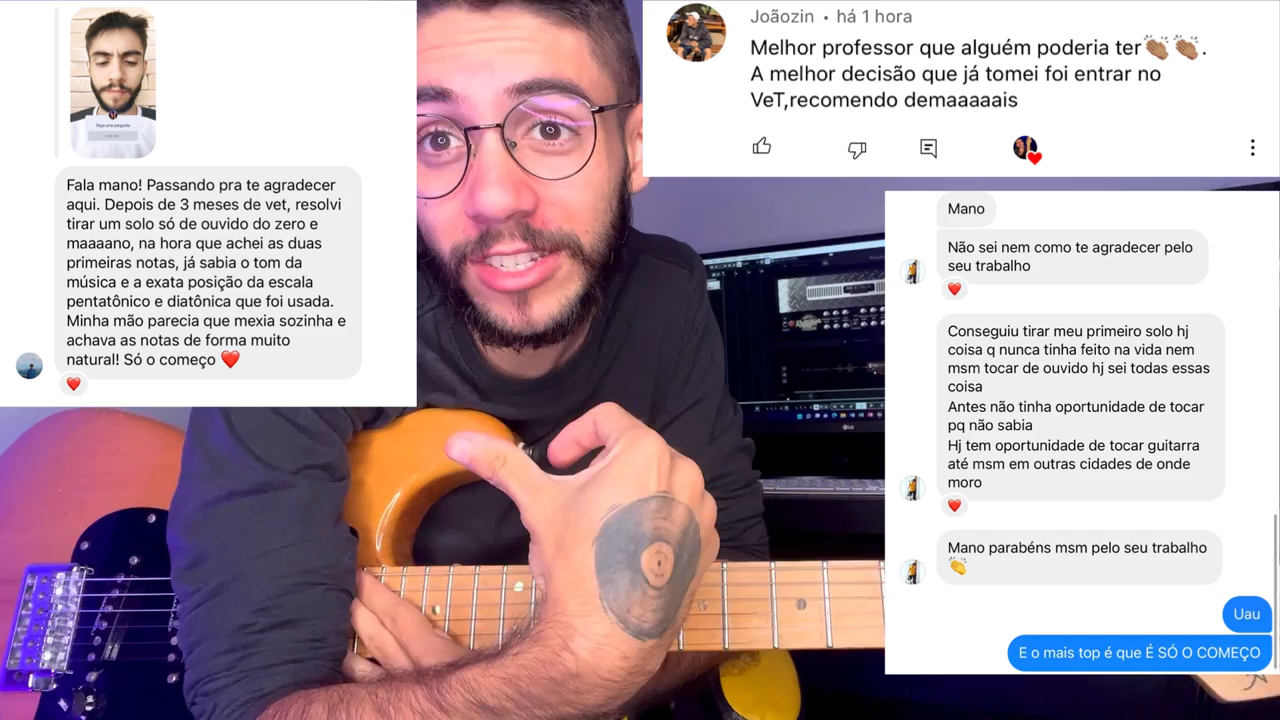 Faça uma pergunta
Fala mano! Passando pra te agradecer
aqui. Depois de 3 meses de vet, resolvi
tirar um solo só de ouvido do zero e
maaaano, na hora que achei as duas
primeiras notas, já sabia o tom da
música e a exata posição da escala
pentatônico e diatônica que foi usada.
Minha mão parecia que mexia sozinha e
achava as notas de forma muito
natural! Só o começo ❤️
Joãozin • há 1 hora
Melhor professor que alguém poderia ter👏🏽👏🏽.
A melhor decisão que já tomei foi entrar no
VeT,recomendo demaaaaais
Mano
Não sei nem como te agradecer pelo
seu trabalho
Conseguiu tirar meu primeiro solo hj
coisa q nunca tinha feito na vida nem
msm tocar de ouvido hj sei todas essas
coisa
Antes não tinha oportunidade de tocar
pq não sabia
Hj tem oportunidade de tocar guitarra
até msm em outras cidades de onde
moro
Mano parabéns msm pelo seu trabalho
👏
Uau
E o mais top é que É SÓ O COMEÇO
LG